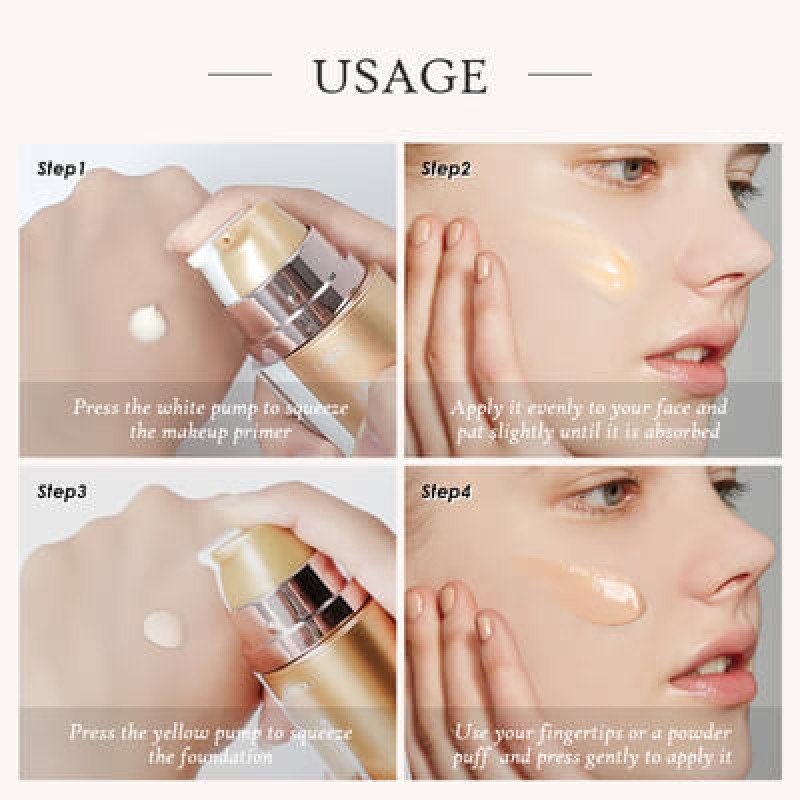 USAGE
Step1
Press the white pump to squeeze
the makeup primer
Step2
Apply it evenly to your face and
pat slightly until it is absorbed
Step3
Press the yellow pump to squeeze
the foundation
Step4
Use your fingertips or a powder
puff and press gently to apply it